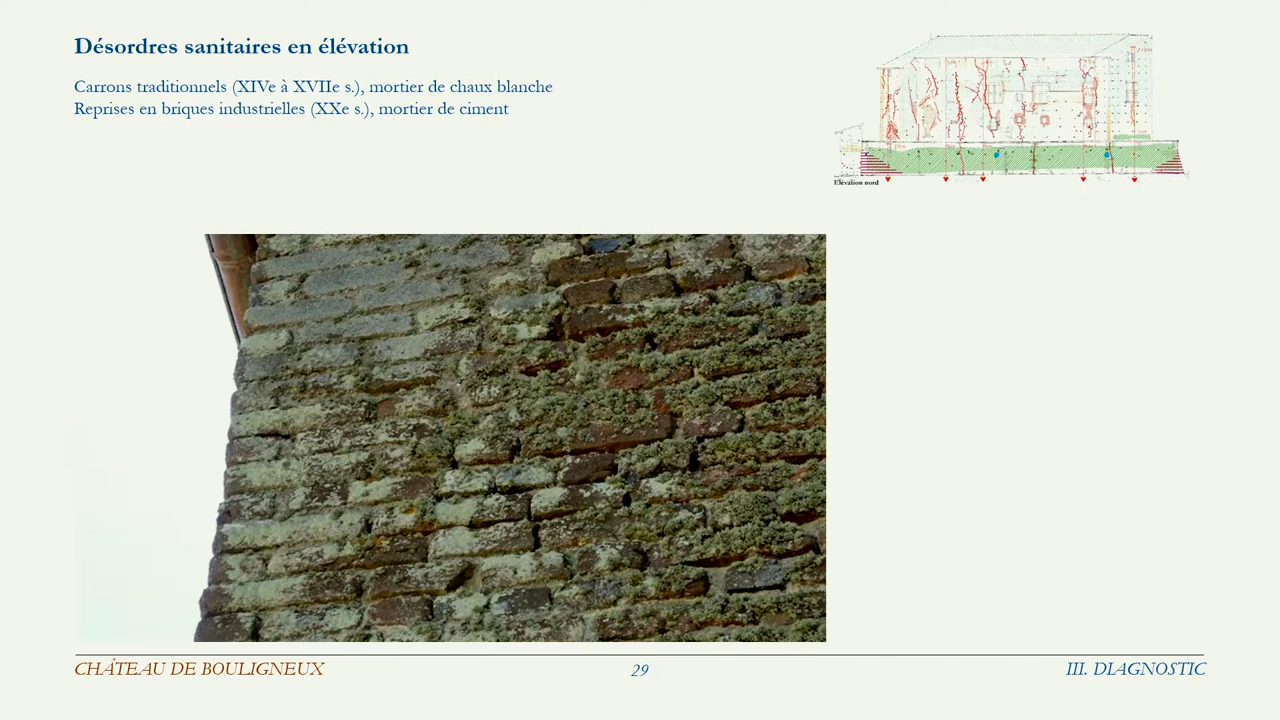 Désordres sanitaires en élévation
Carrons traditionnels (XIVe à XVIIe s.), mortier de chaux blanche
Reprises en briques industrielles (XXe s.), mortier de ciment
Elévation nord
CHÂTEAU DE BOULIGNEUX
29
III. DIAGNOSTIC